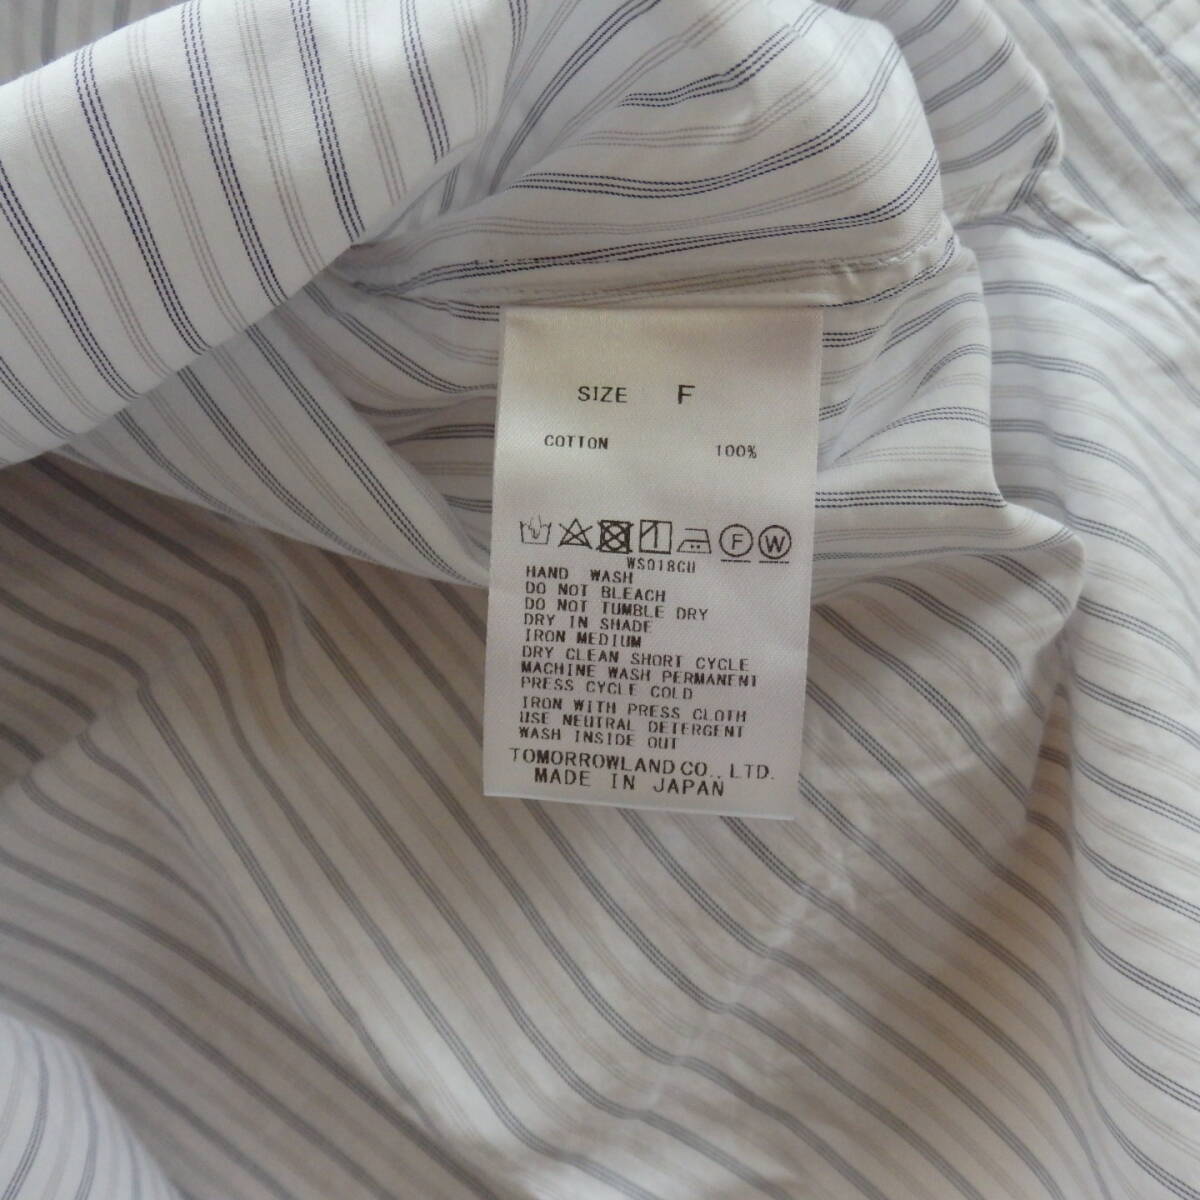 SIZE F
COTTON 100%
F W
WS018CU
HAND WASH
DO NOT BLEACH
DO NOT TUMBLE DRY
DRY IN SHADE
IRON MEDIUM
DRY CLEAN SHORT CYCLE
MACHINE WASH PERMANENT
PRESS CYCLE COLD
IRON WITH PRESS CLOTH
USE NEUTRAL DETERGENT
WASH INSIDE OUT
TOMORROWLAND CO., LTD.
MADE IN JAPAN